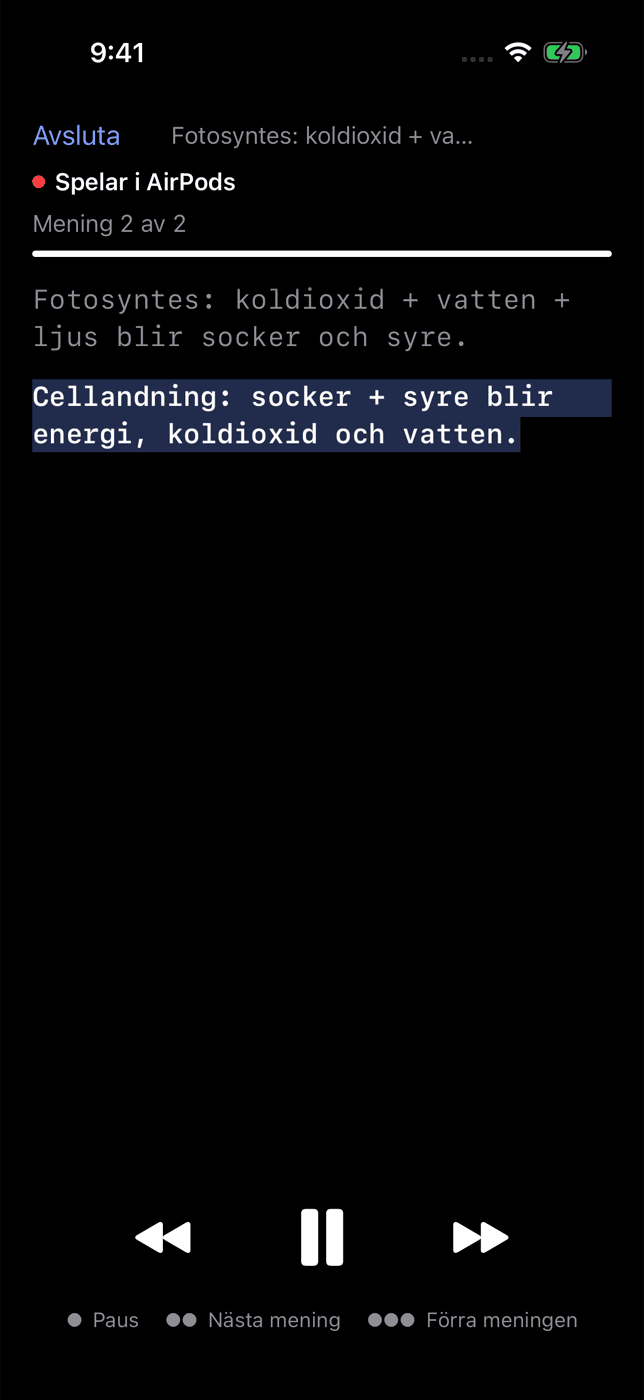 9:41
Avsluta
Fotosyntes: koldioxid + va...
Spelar i AirPods
Mening 2 av 2
Fotosyntes: koldioxid + vatten +
ljus blir socker och syre.
Cellandning: socker + syre blir
energi, koldioxid och vatten.
Paus
Nästa mening
Förra meningen